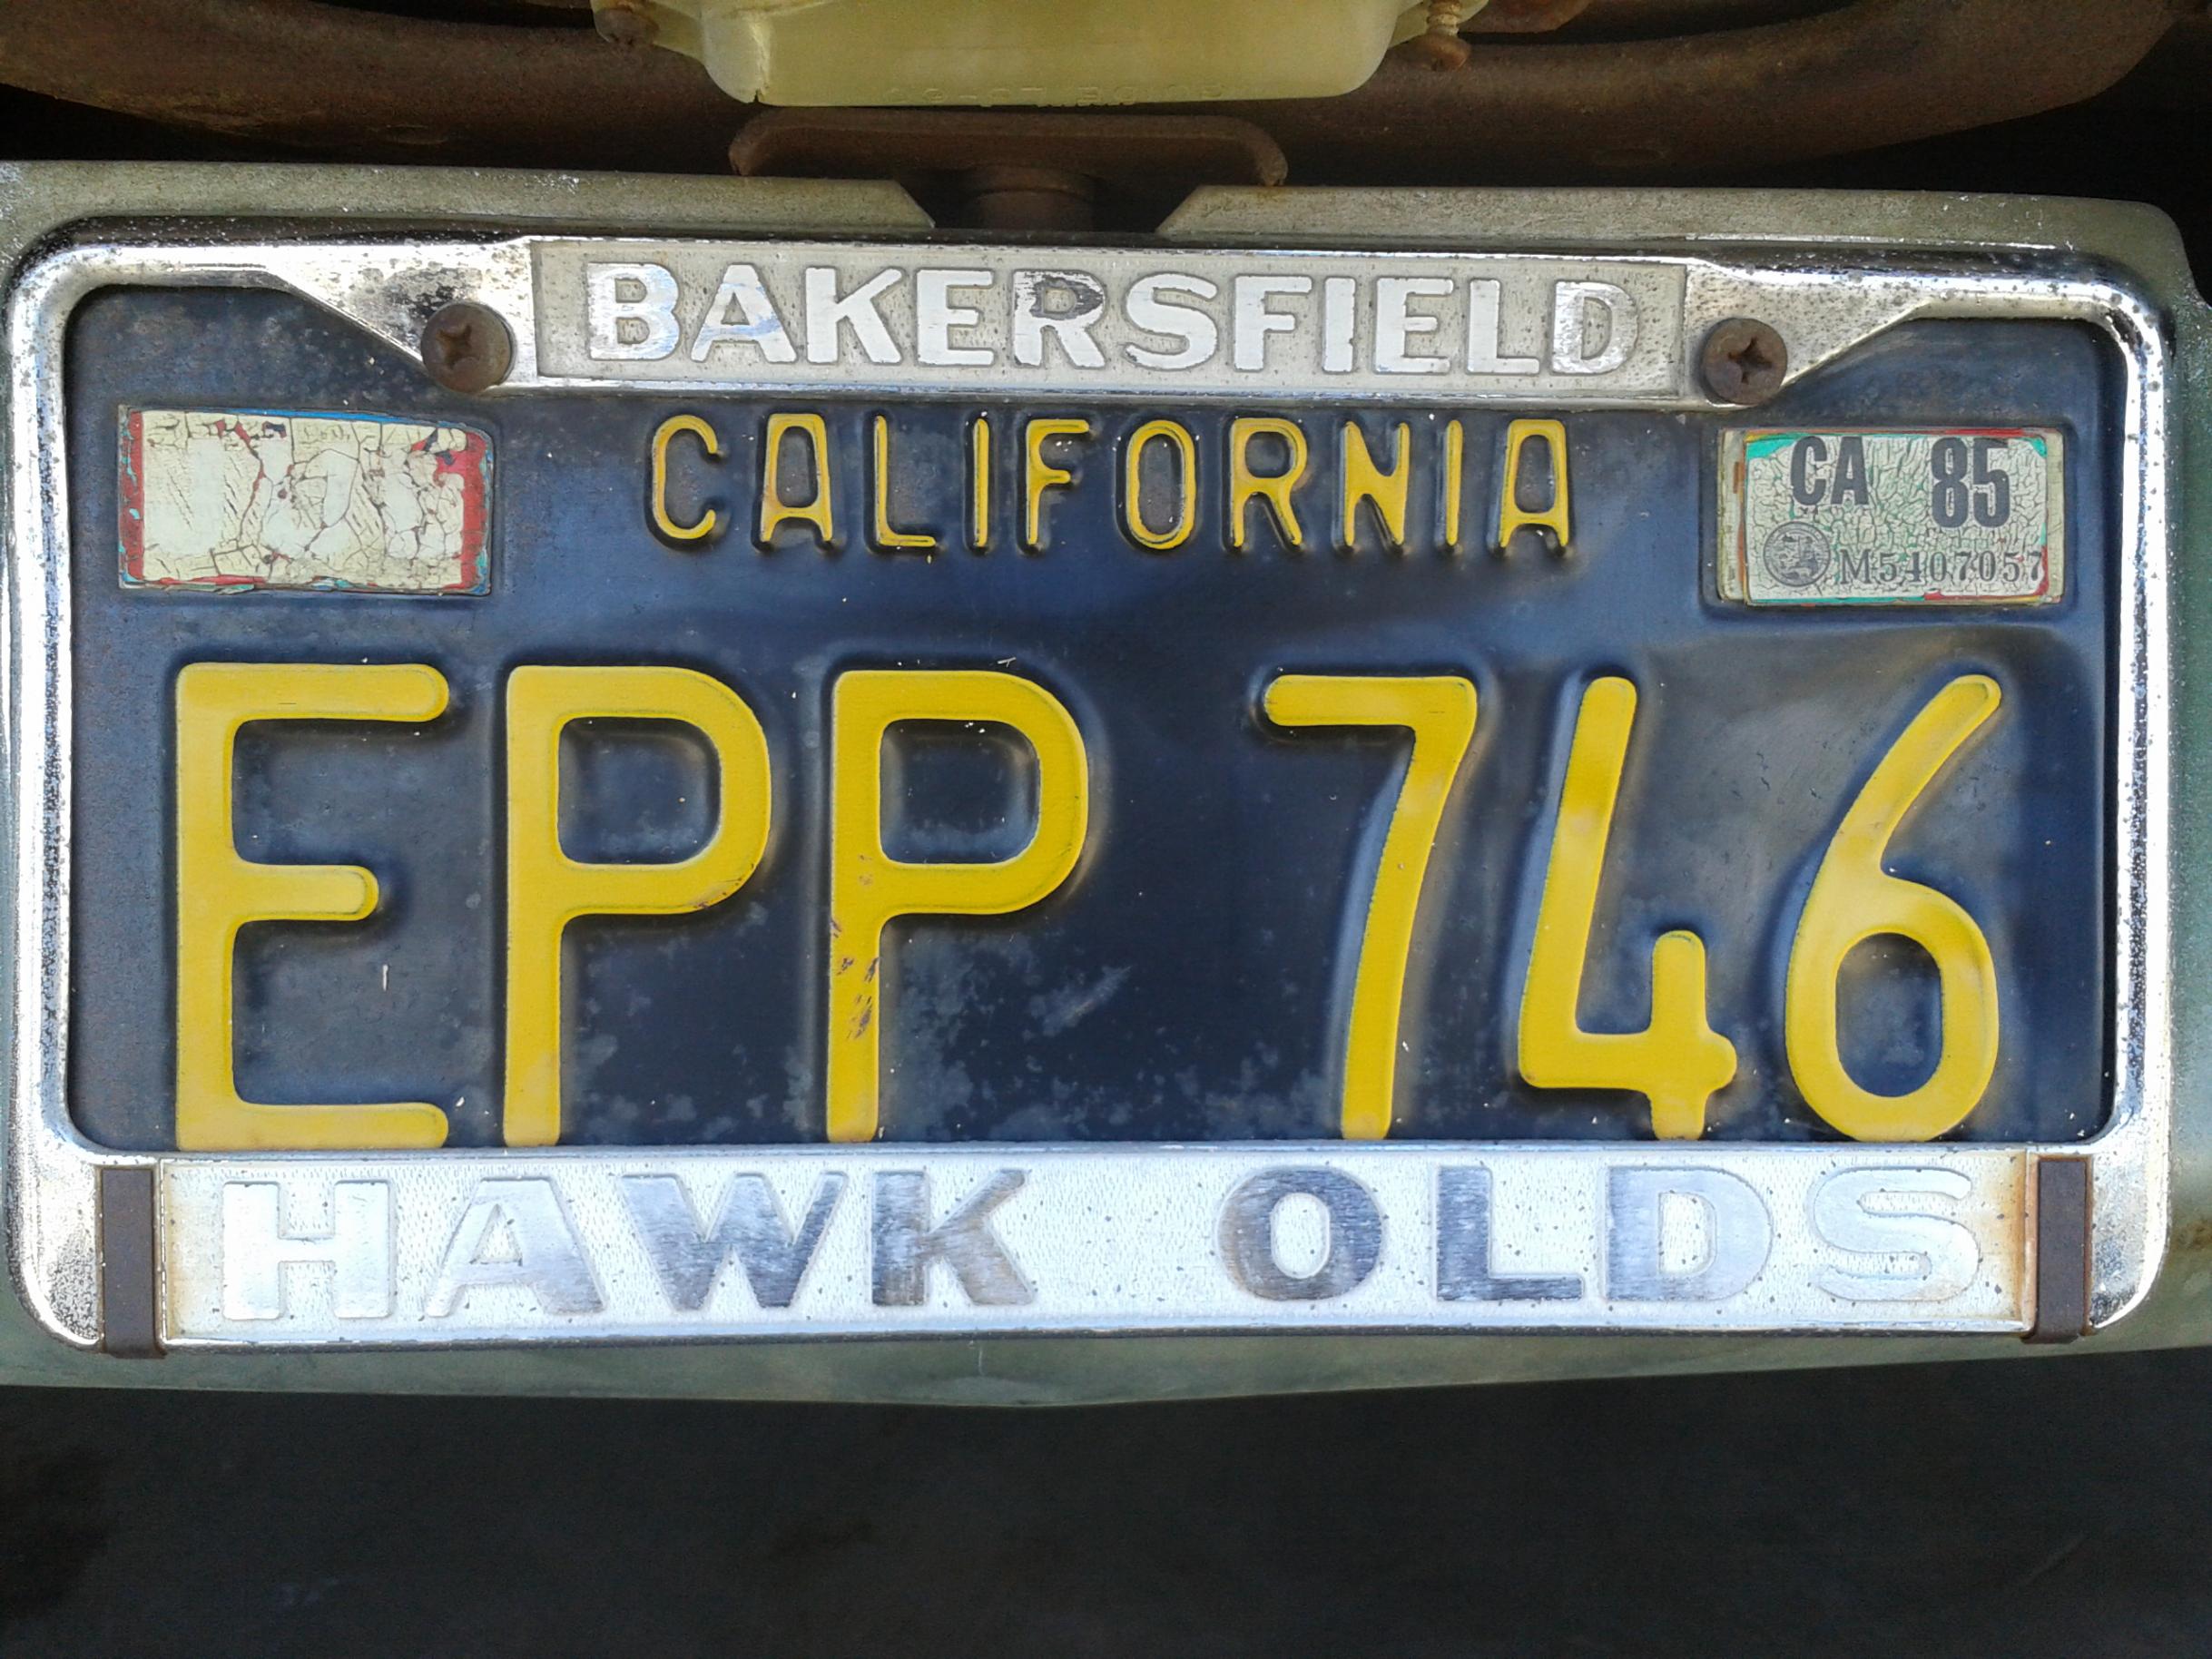 BAKERSFIELD
CALIFORNIA
CA 85
M5407057
EPP 746
HAWK OLDS